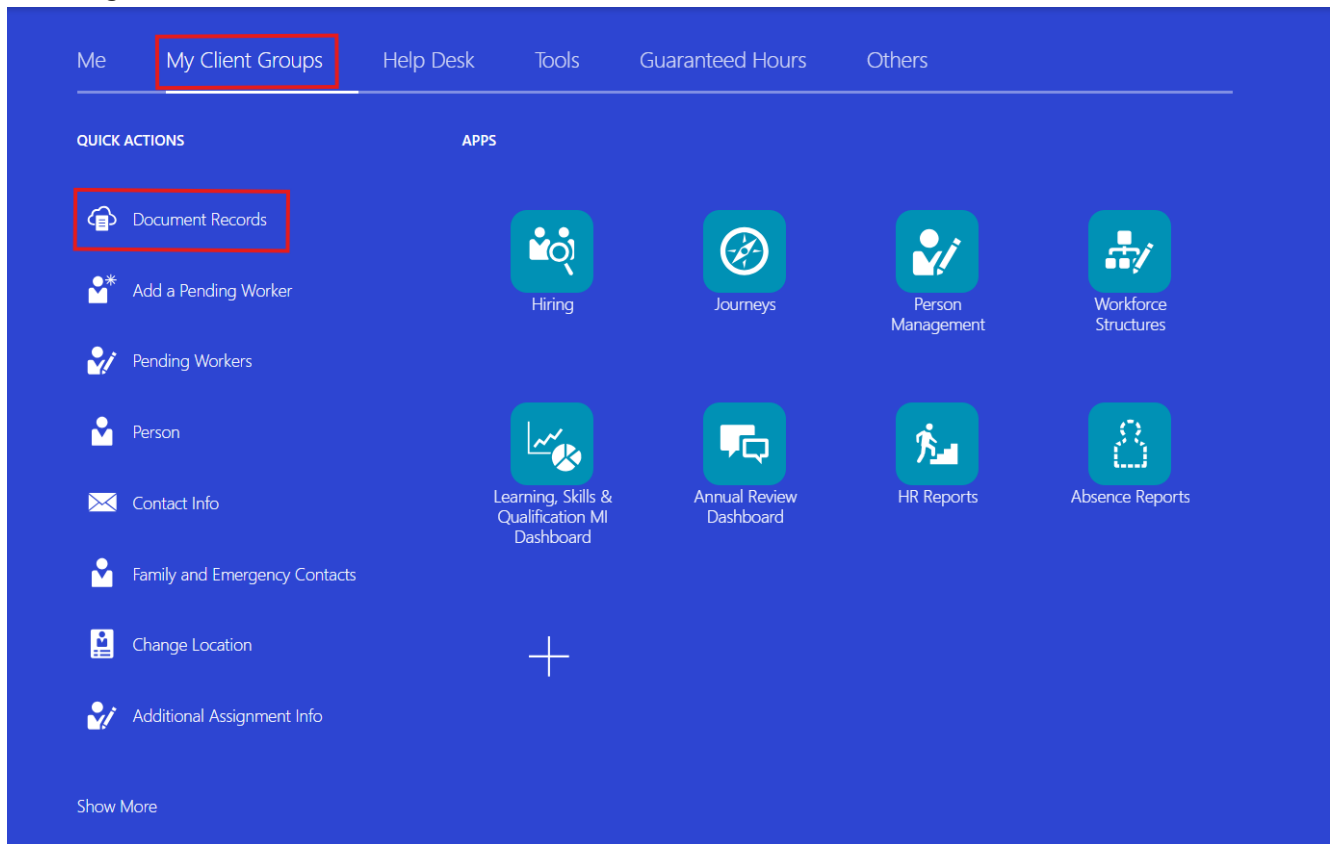 Me
My Client Groups
Help Desk
Tools
Guaranteed Hours
Others
QUICK ACTIONS
APPS
Document Records
Add a Pending Worker
Pending Workers
Person
Contact Info
Family and Emergency Contacts
Change Location
Additional Assignment Info
Show More
Hiring
Journeys
Person
Management
Workforce
Structures
Learning, Skills &
Qualification MI
Dashboard
Annual Review
Dashboard
HR Reports
Absence Reports